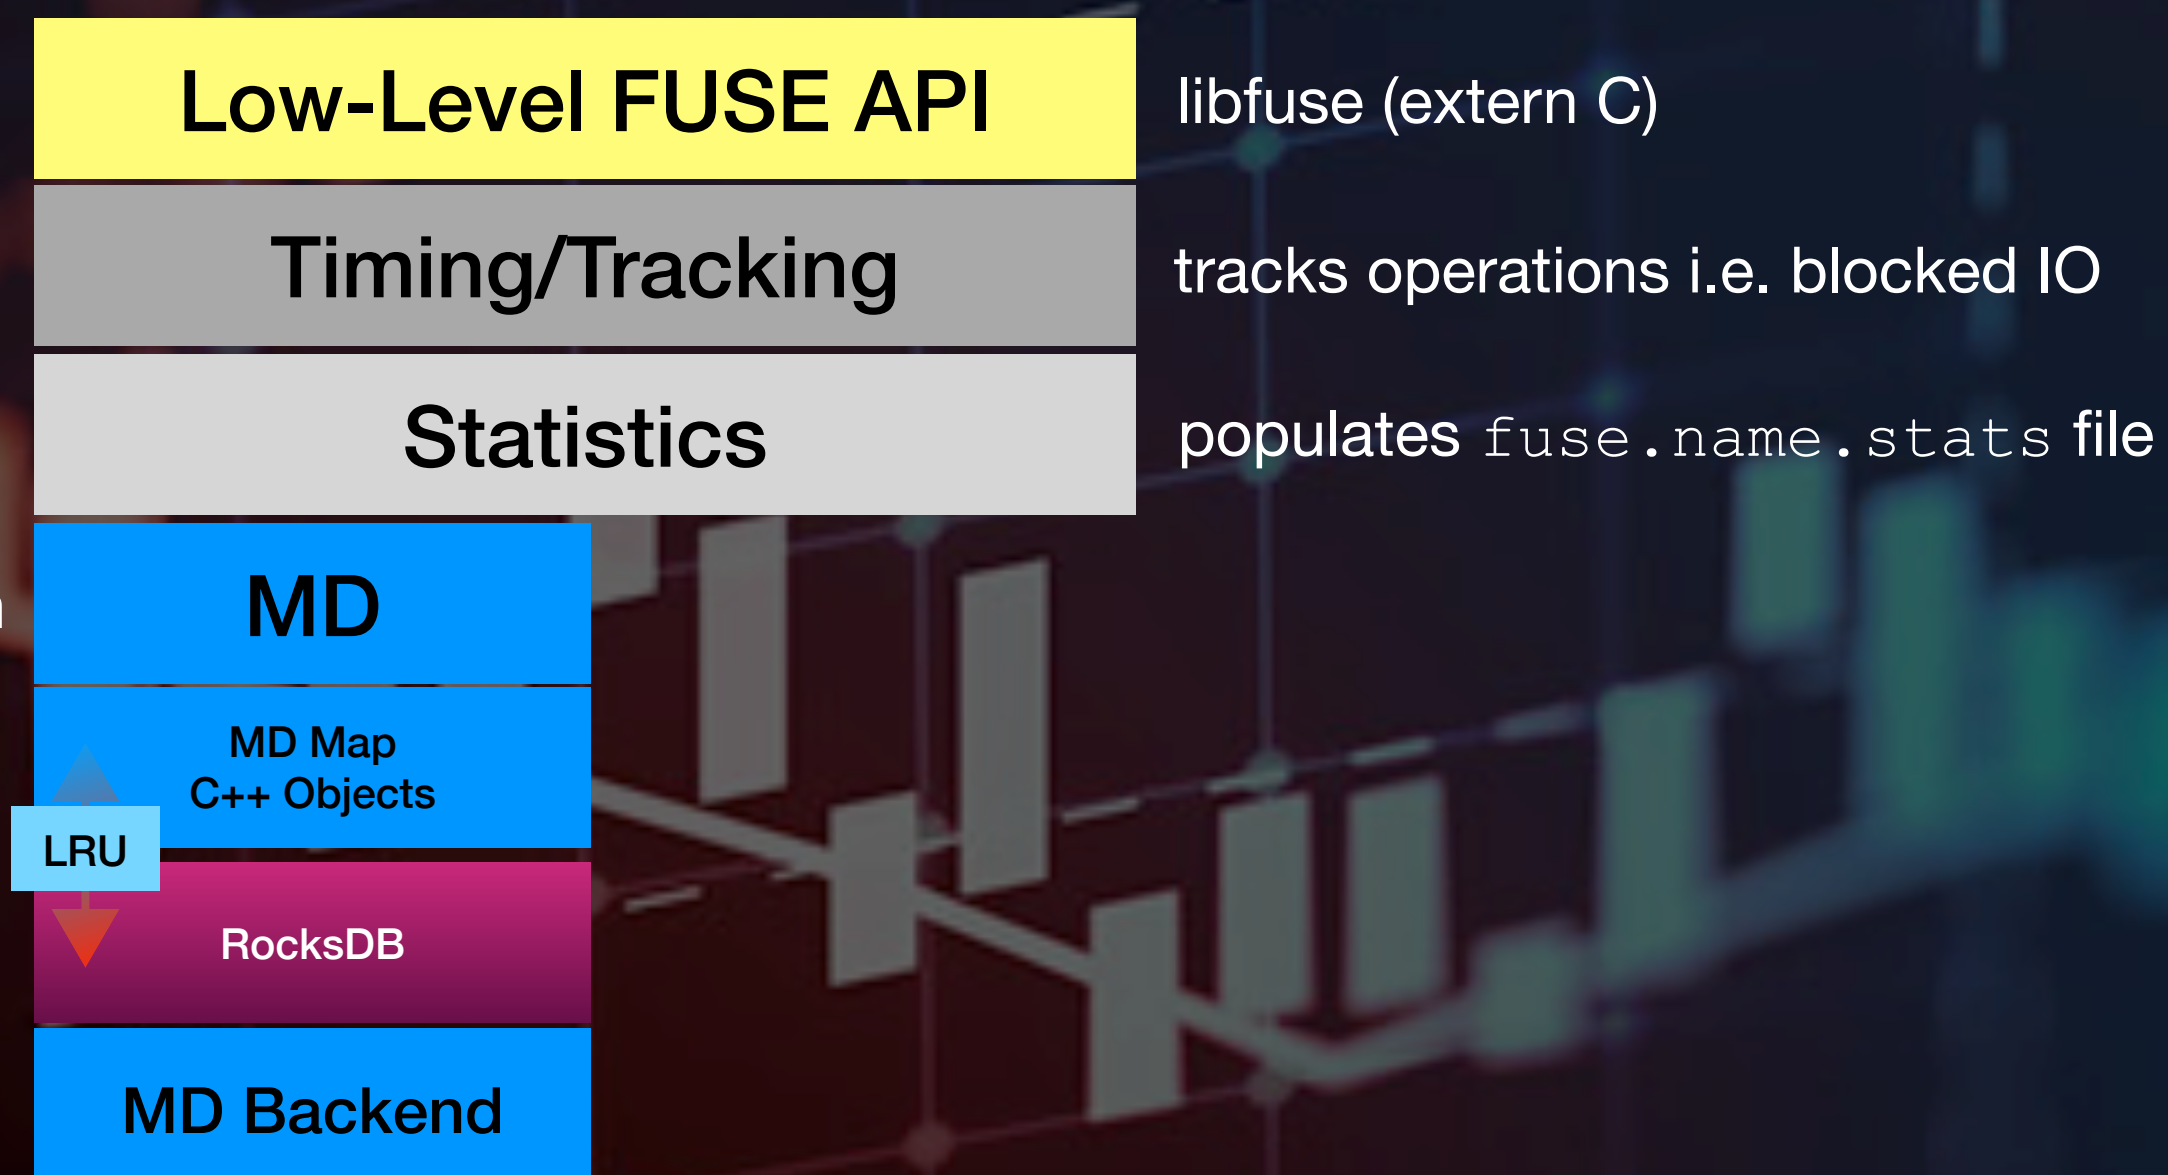 Low-Level FUSE API
libfuse (extern C)
Timing/Tracking
tracks operations i.e. blocked IO
Statistics
populates fuse.name.stats file
MD
MD Map
C++ Objects
LRU
RocksDB
MD Backend